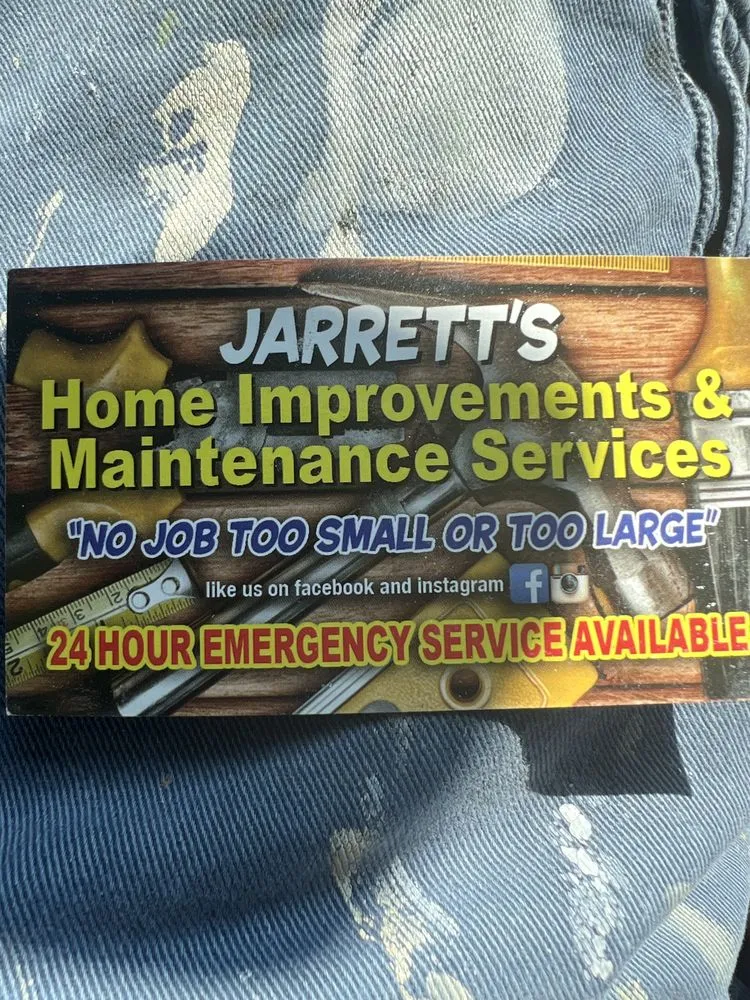 JARRETT'S
Home Improvements &
Maintenance Services
"NO JOB TOO SMALL OR TOO LARGE"
like us on facebook and instagram f
24 HOUR EMERGENCY SERVICE AVAILABLE